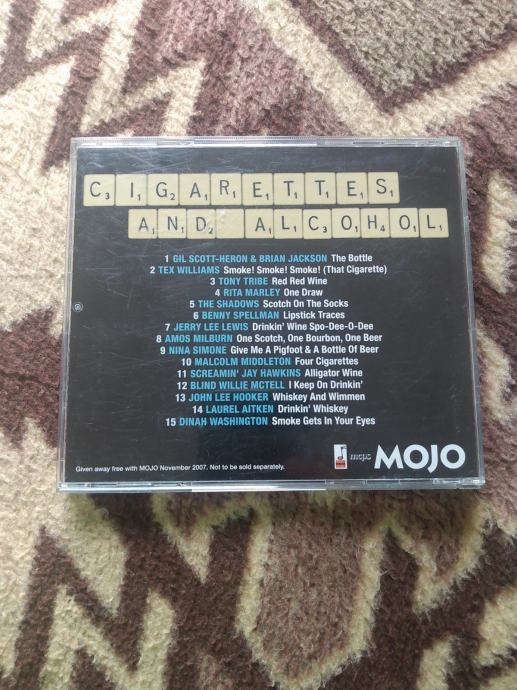 CIGARETTES
AND ALCOHOL
1 GIL SCOTT-HERON & BRIAN JACKSON The Bottle
2 TEX WILLIAMS Smoke! Smoke! Smoke! (That Cigarette)
3 TONY TRIBE Red Red Wine
4 RITA MARLEY One Draw
5 THE SHADOWS Scotch On The Socks
6 BENNY SPELLMAN Lipstick Traces
7 JERRY LEE LEWIS Drinkin' Wine Spo-Dee-O-Dee
8 AMOS MILBURN One Scotch, One Bourbon, One Beer
9 NINA SIMONE Give Me A Pigfoot & A Bottle Of Beer
10 MALCOLM MIDDLETON Four Cigarettes
11 SCREAMIN' JAY HAWKINS Alligator Wine
12 BLIND WILLIE MCTELL I Keep On Drinkin'
13 JOHN LEE HOOKER Whiskey And Wimmen
14 LAUREL AITKEN Drinkin' Whiskey
15 DINAH WASHINGTON Smoke Gets In Your Eyes
Given away free with MOJO November 2007. Not to be sold separately.
mcps MOJO